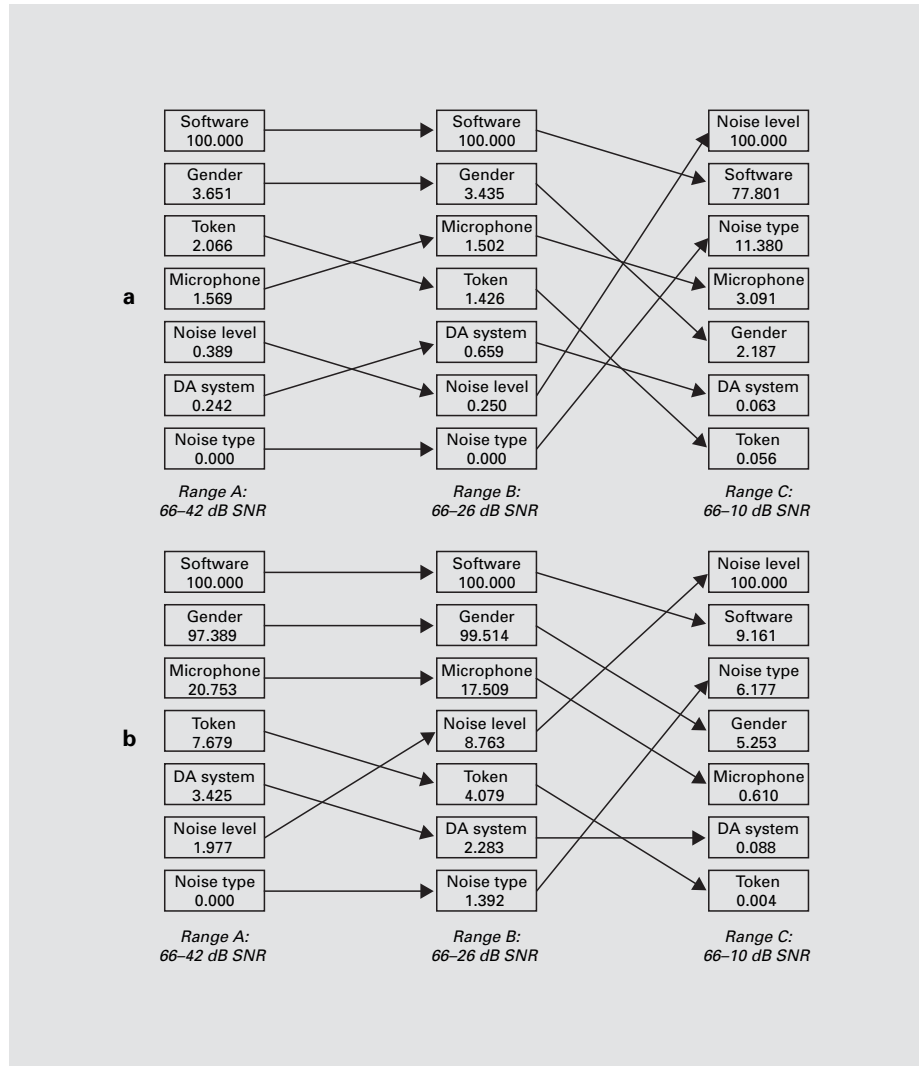 Software
100.000
Gender
3.651
Token
2.066
Microphone
1.569
Noise level
0.389
DA system
0.242
Noise type
0.000
Range A:
66–42 dB SNR
Software
100.000
Gender
3.435
Microphone
1.502
Token
1.426
DA system
0.659
Noise level
0.250
Noise type
0.000
Range B:
66–26 dB SNR
Noise level
100.000
Software
77.801
Noise type
11.380
Microphone
3.091
Gender
2.187
DA system
0.063
Token
0.056
Range C:
66–10 dB SNR
a
Software
100.000
Gender
97.389
Microphone
20.753
Token
7.679
DA system
3.425
Noise level
1.977
Noise type
0.000
Range A:
66–42 dB SNR
Software
100.000
Gender
99.514
Microphone
17.509
Noise level
8.763
Token
4.079
DA system
2.283
Noise type
1.392
Range B:
66–26 dB SNR
Noise level
100.000
Software
9.161
Noise type
6.177
Gender
5.253
Microphone
0.610
DA system
0.088
Token
0.004
Range C:
66–10 dB SNR
b